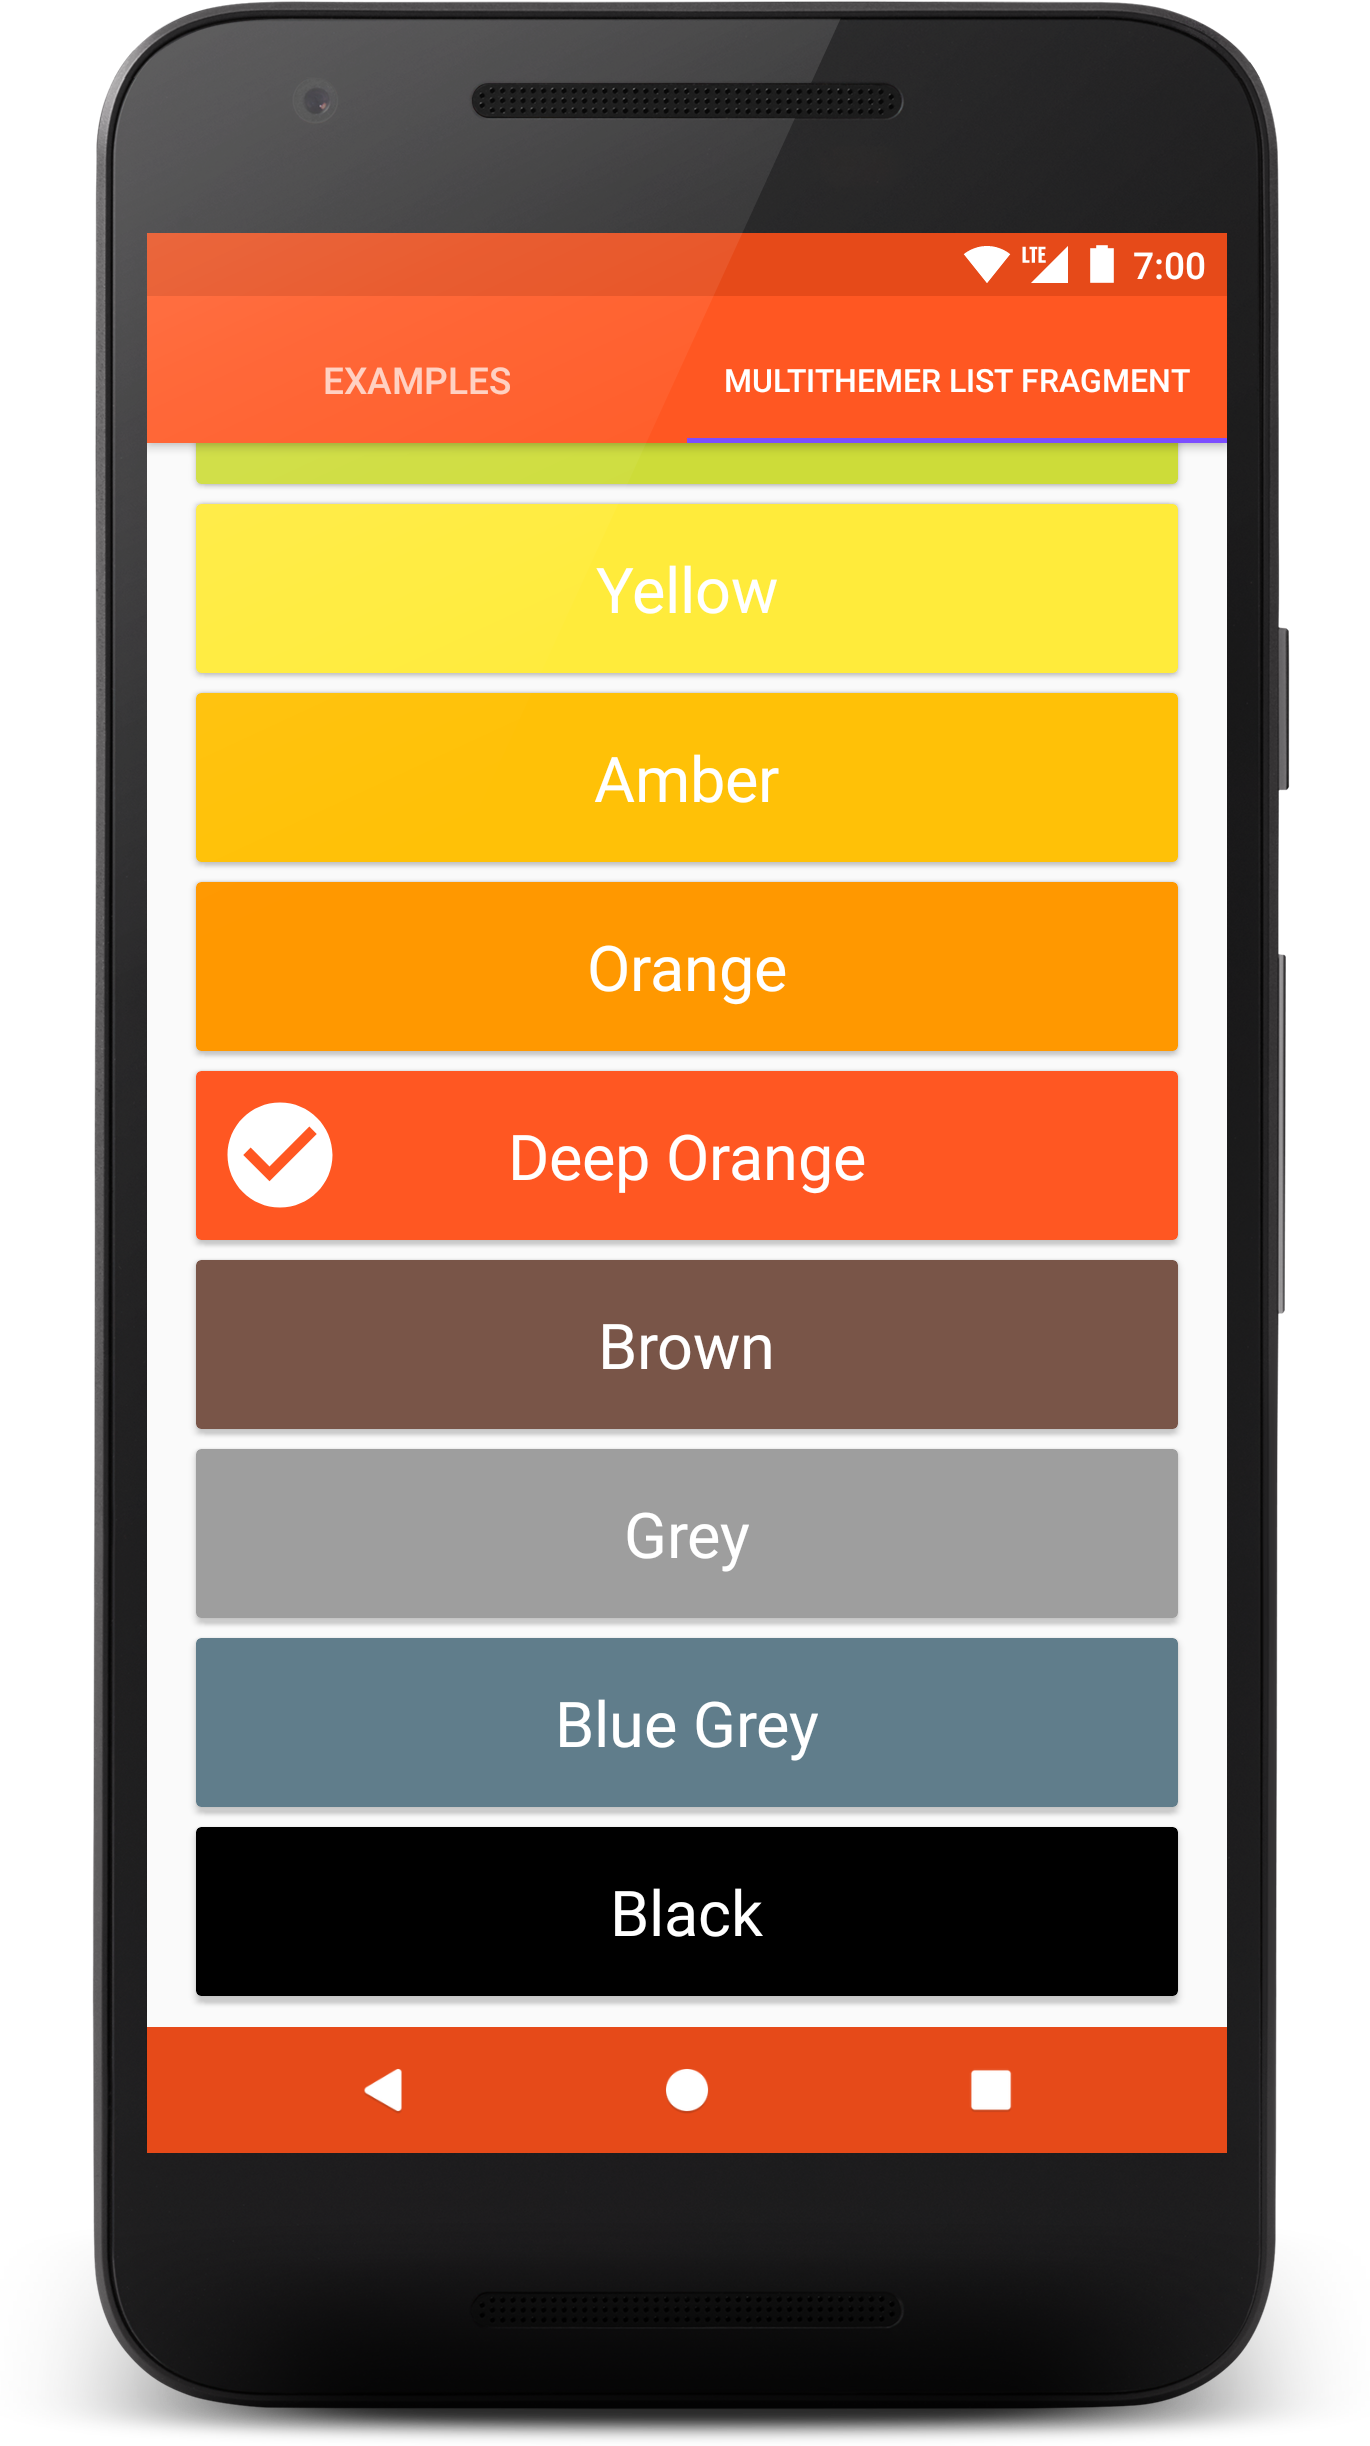 LTE 7:00
EXAMPLES MULTITHEMER LIST FRAGMENT
Yellow
Amber
Orange
Deep Orange
Brown
Grey
Blue Grey
Black